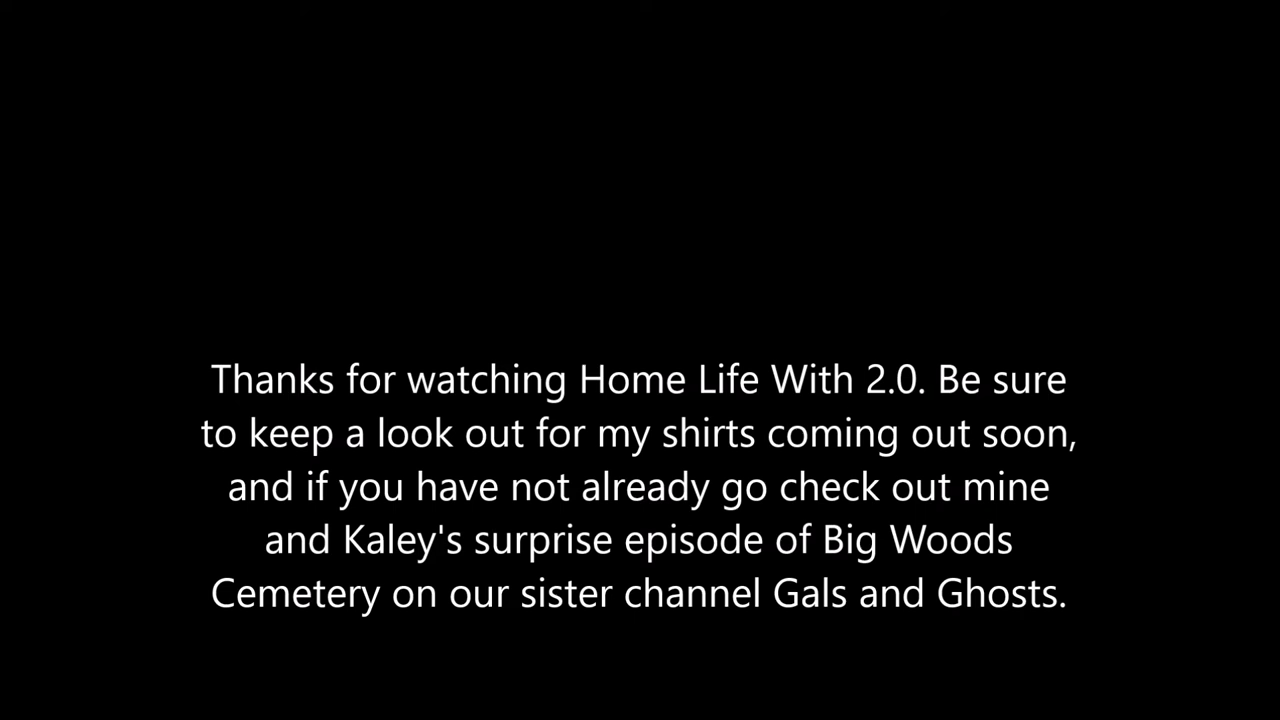 Thanks for watching Home Life With 2.0. Be sure
to keep a look out for my shirts coming out soon,
and if you have not already go check out mine
and Kaley's surprise episode of Big Woods
Cemetery on our sister channel Gals and Ghosts.